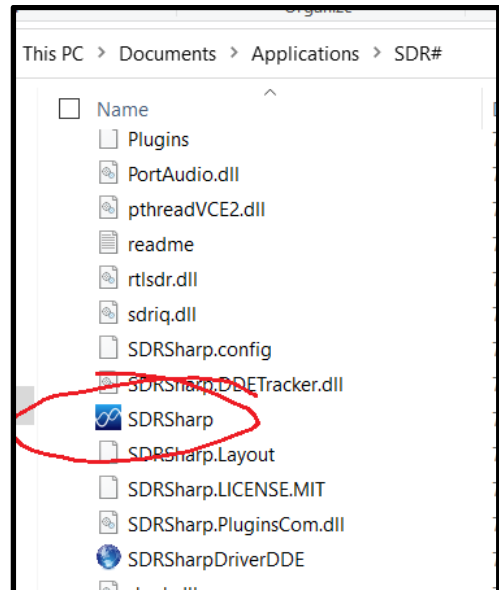 Organize
This PC > Documents > Applications > SDR#
Name
Plugins
PortAudio.dll
pthreadVCE2.dll
readme
rtlsdr.dll
sdriq.dll
SDRSharp.config
SDRSharp.DDETracker.dll
SDRSharp
SDRSharp.Layout
SDRSharp.LICENSE.MIT
SDRSharp.PluginsCom.dll
SDRSharpDriverDDE